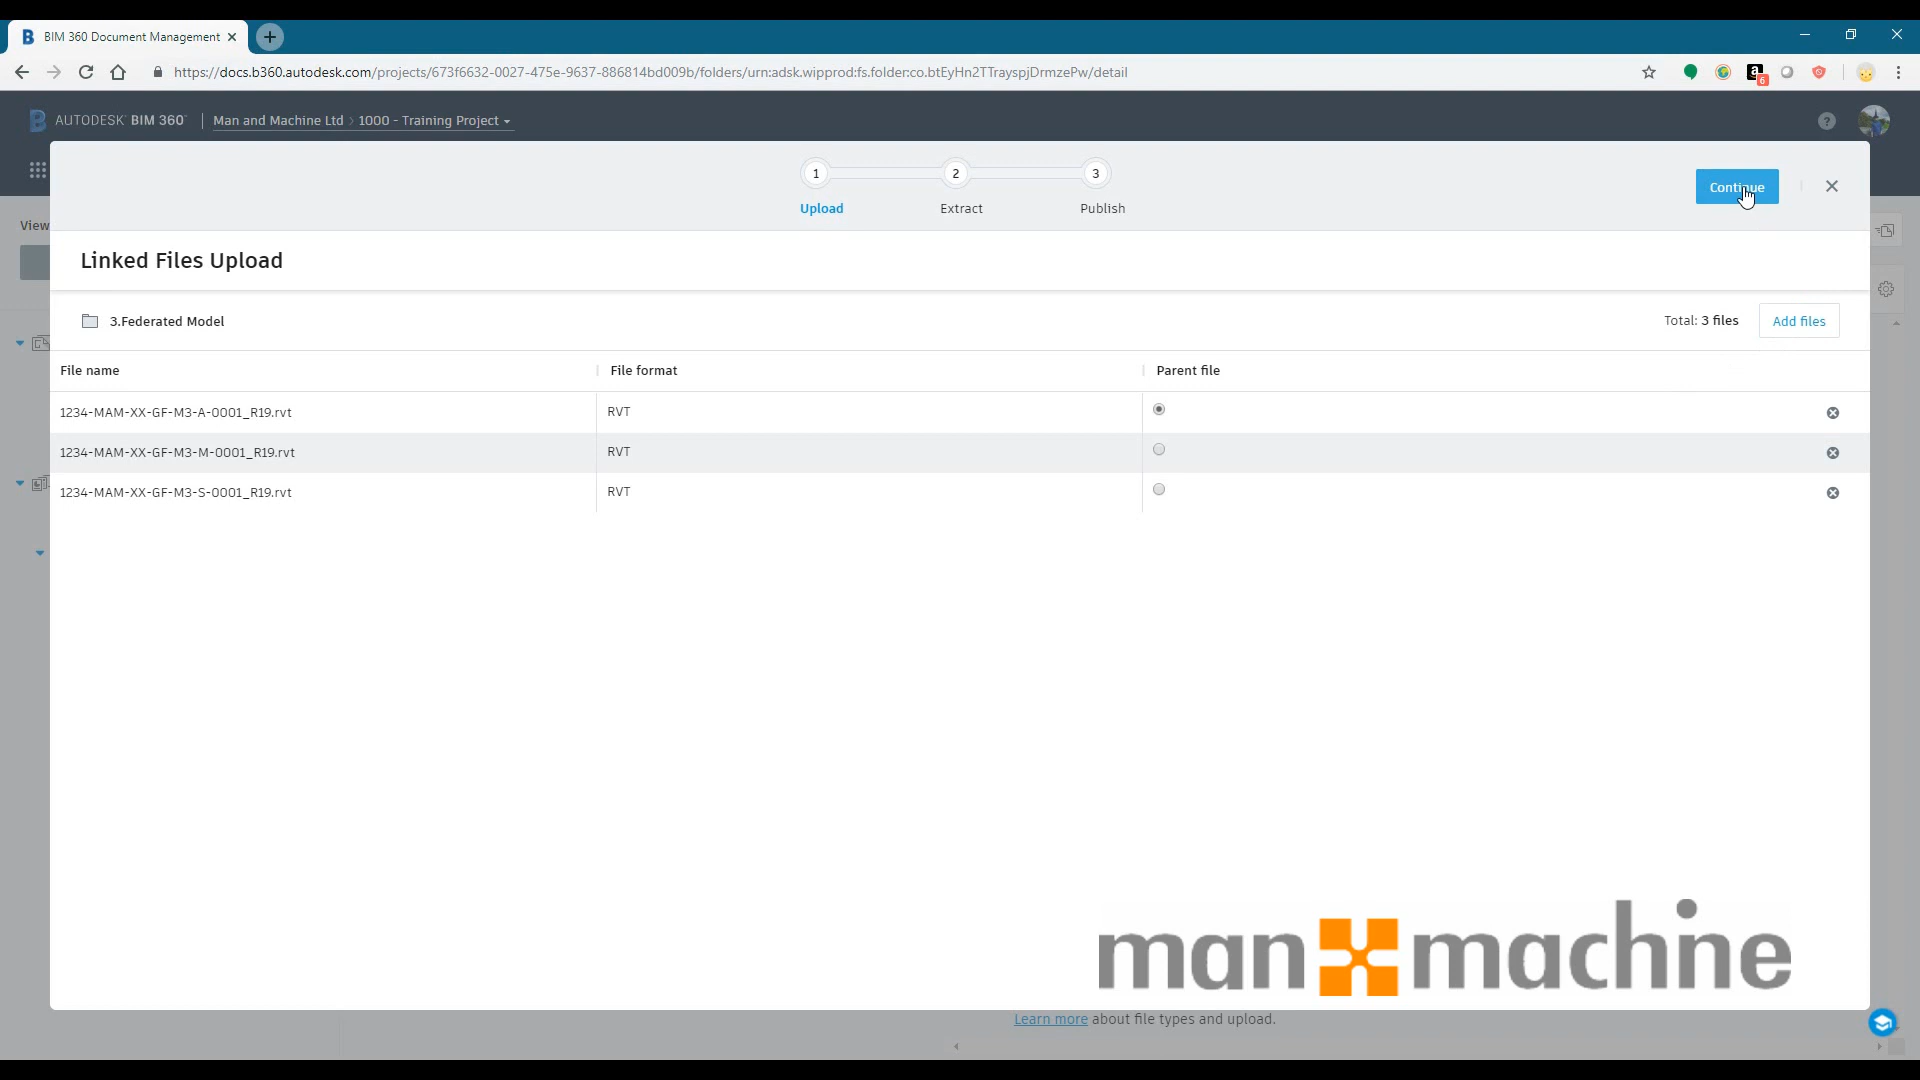 BIM 360 Document Management
https://docs.b360.autodesk.com/projects/673f6632-0027-475e-9637-886814bd009b/folders/urn:adsk.wipprod:fs.folder:co.btEyHn2TTrayspjDrmzePw/detail
6
AUTODESK BIM 360 Man and Machine Ltd > 1000 - Training Project
1 2 3
Upload Extract Publish
Continue
View
Linked Files Upload
3.Federated Model Total: 3 files Add files
File name File format Parent file
1234-MAM-XX-GF-M3-A-0001_R19.rvt RVT
1234-MAM-XX-GF-M3-M-0001_R19.rvt RVT
1234-MAM-XX-GF-M3-S-0001_R19.rvt RVT
man machine
Learn more about file types and upload.